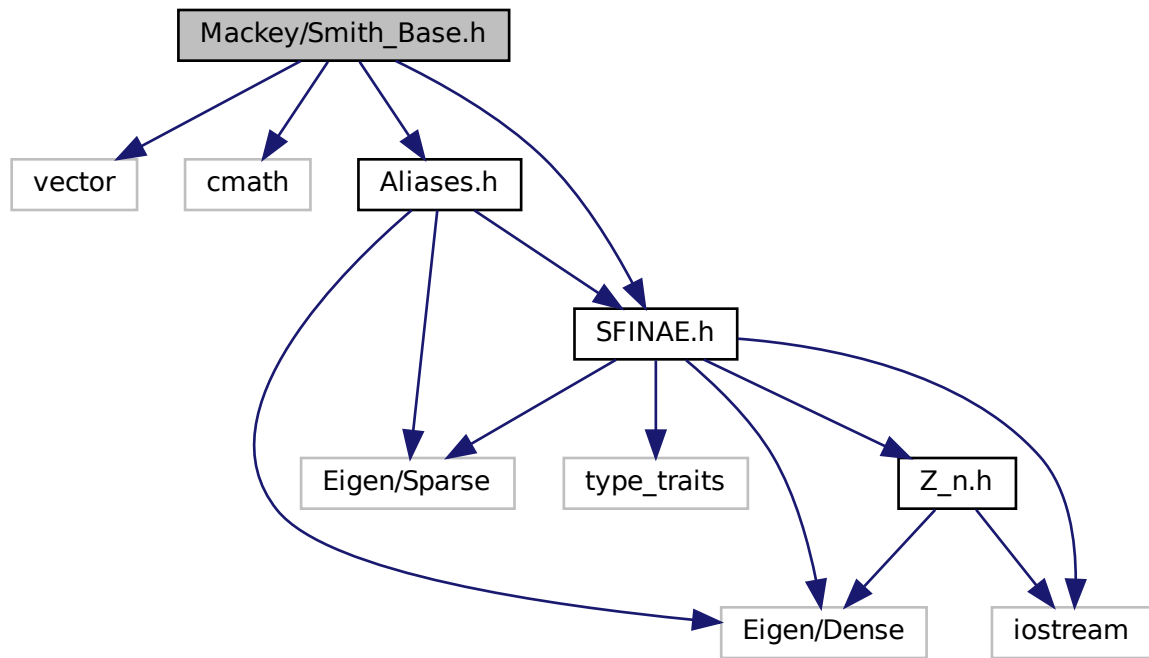 Mackey/Smith_Base.h
vector
cmath
Aliases.h
SFINAE.h
Eigen/Sparse
type_traits
Z_n.h
Eigen/Dense
iostream